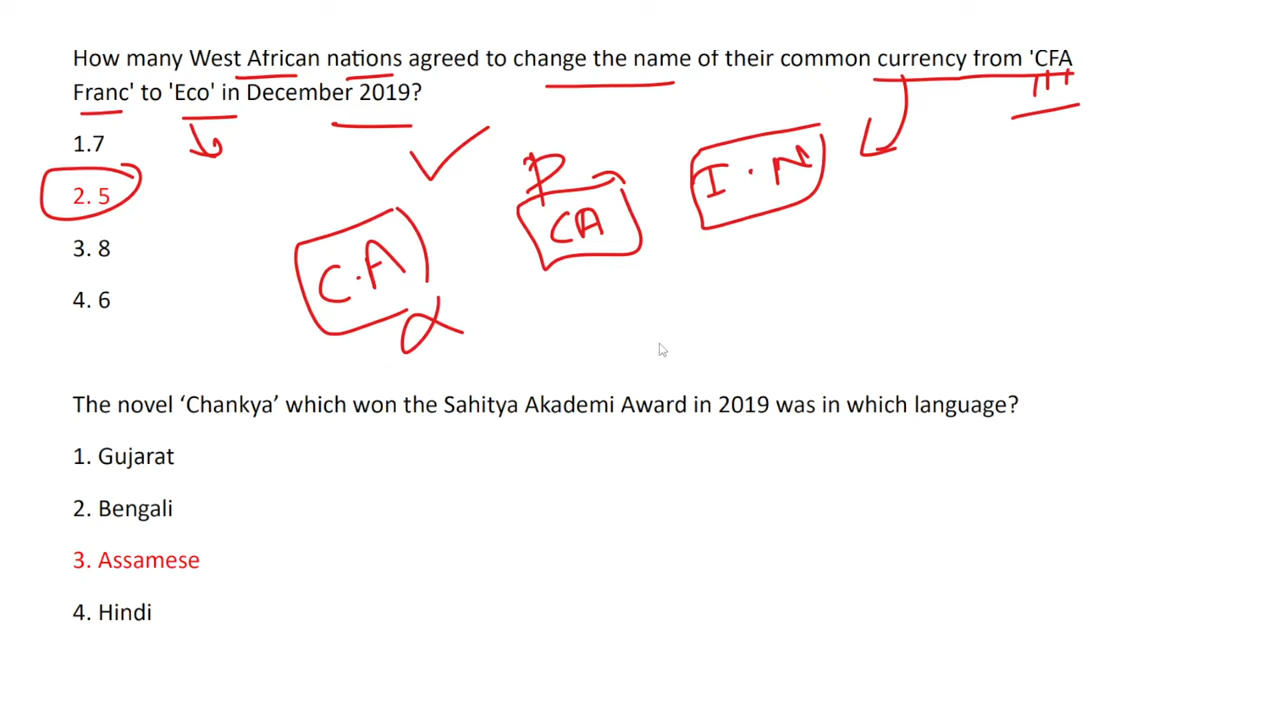 How many West African nations agreed to change the name of their common currency from 'CFA
Franc' to 'Eco' in December 2019?
1.7
2. 5
3. 8
4. 6
P
CA
I. N
C.A
The novel ‘Chankya’ which won the Sahitya Akademi Award in 2019 was in which language?
1. Gujarat
2. Bengali
3. Assamese
4. Hindi